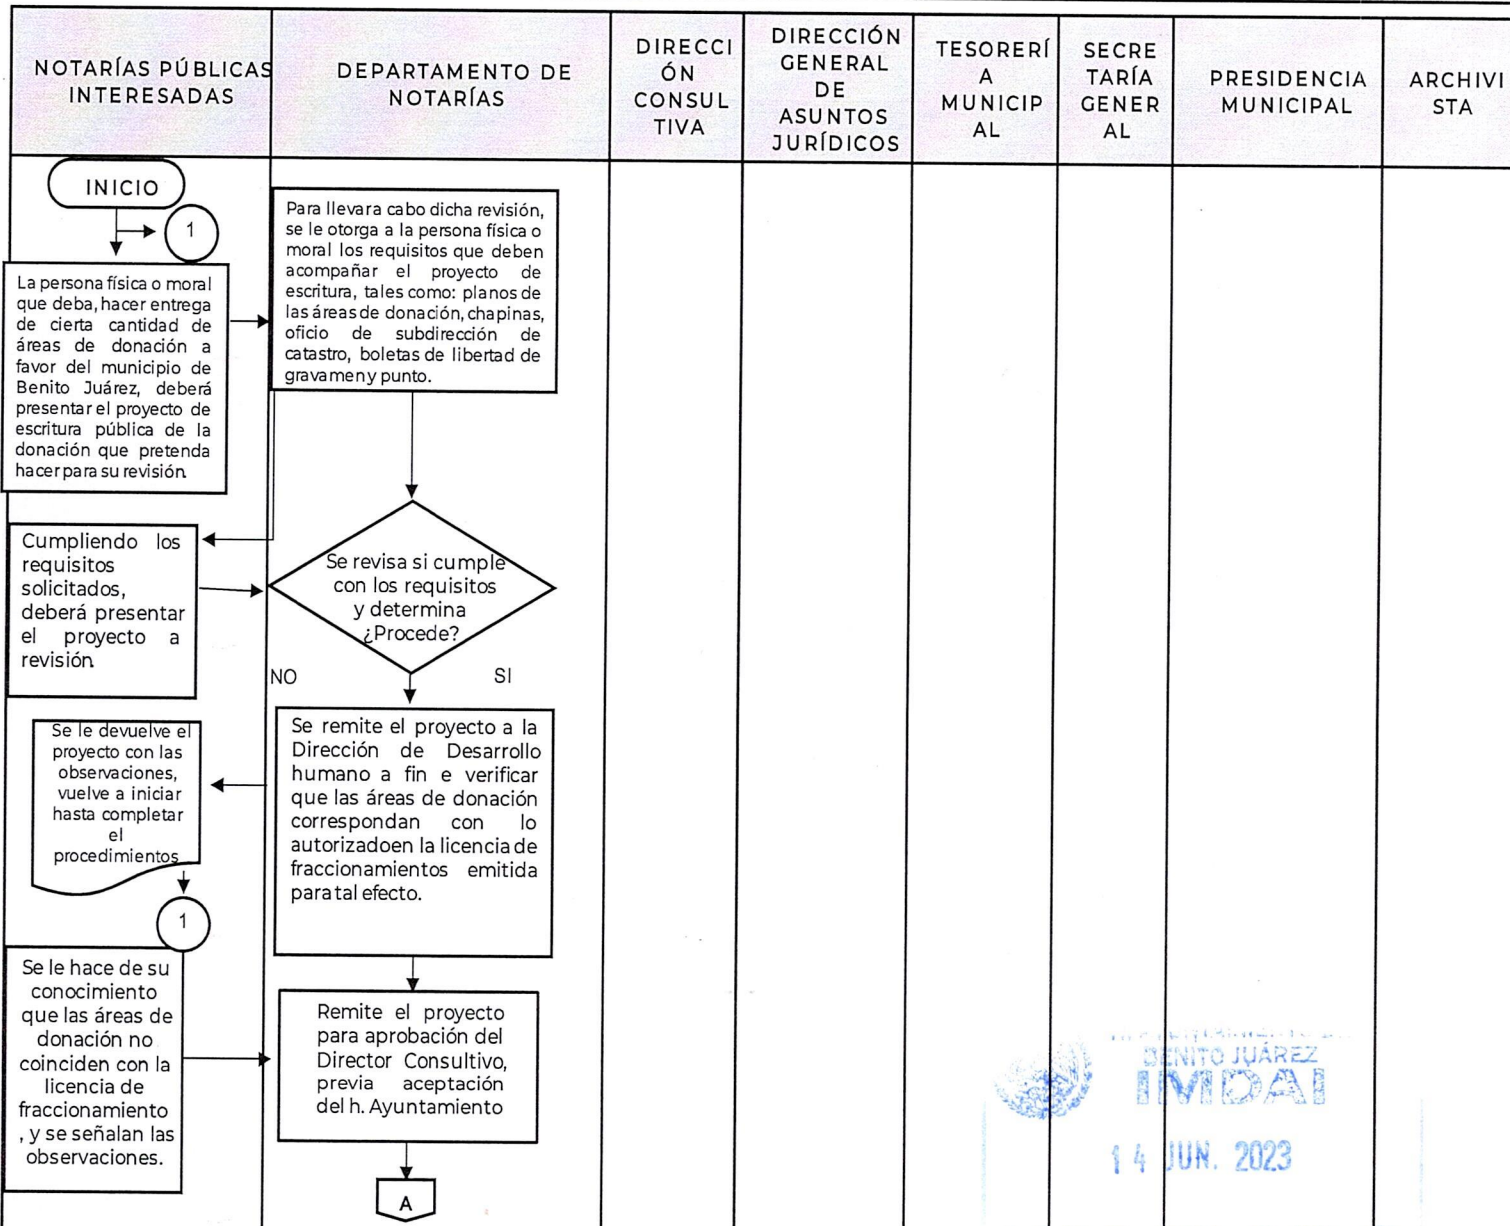 NOTARÍAS PÚBLICAS
INTERESADAS
DEPARTAMENTO DE
NOTARÍAS
DIRECCI
ÓN
CONSUL
TIVA
DIRECCIÓN
GENERAL
DE
ASUNTOS
JURÍDICOS
TESORERÍ
A
MUNICIP
AL
SECRE
TARÍA
GENER
AL
PRESIDENCIA
MUNICIPAL
ARCHIVI
STA
INICIO
1
La persona física o moral
que deba, hacer entrega
de cierta cantidad de
áreas de donación a
favor del municipio de
Benito Juárez, deberá
presentar el proyecto de
escritura pública de la
donación que pretenda
hacer para su revisión.
Para llevara cabo dicha revisión,
se le otorga a la persona física o
moral los requisitos que deben
acompañar el proyecto de
escritura, tales como: planos de
las áreas de donación, chapinas,
oficio de subdirección de
catastro, boletas de libertad de
gravamen y punto.
Cumpliendo los
requisitos
solicitados,
deberá presentar
el proyecto a
revisión.
Se revisa si cumple
con los requisitos
y determina
¿Procede?
NO
SI
Se le devuelve el
proyecto con las
observaciones,
vuelve a iniciar
hasta completar
el
procedimientos
1
Se remite el proyecto a la
Dirección de Desarrollo
humano a fin e verificar
que las áreas de donación
correspondan con lo
autorizadoen la licencia de
fraccionamientos emitida
para tal efecto.
Se le hace de su
conocimiento
que las áreas de
donación no
coinciden con la
licencia de
fraccionamiento
, y se señalan las
observaciones.
Remite el proyecto
para aprobación del
Director Consultivo,
previa aceptación
del h. Ayuntamiento
A
BENITO JUÁREZ
IMDAI
14 JUN. 2023